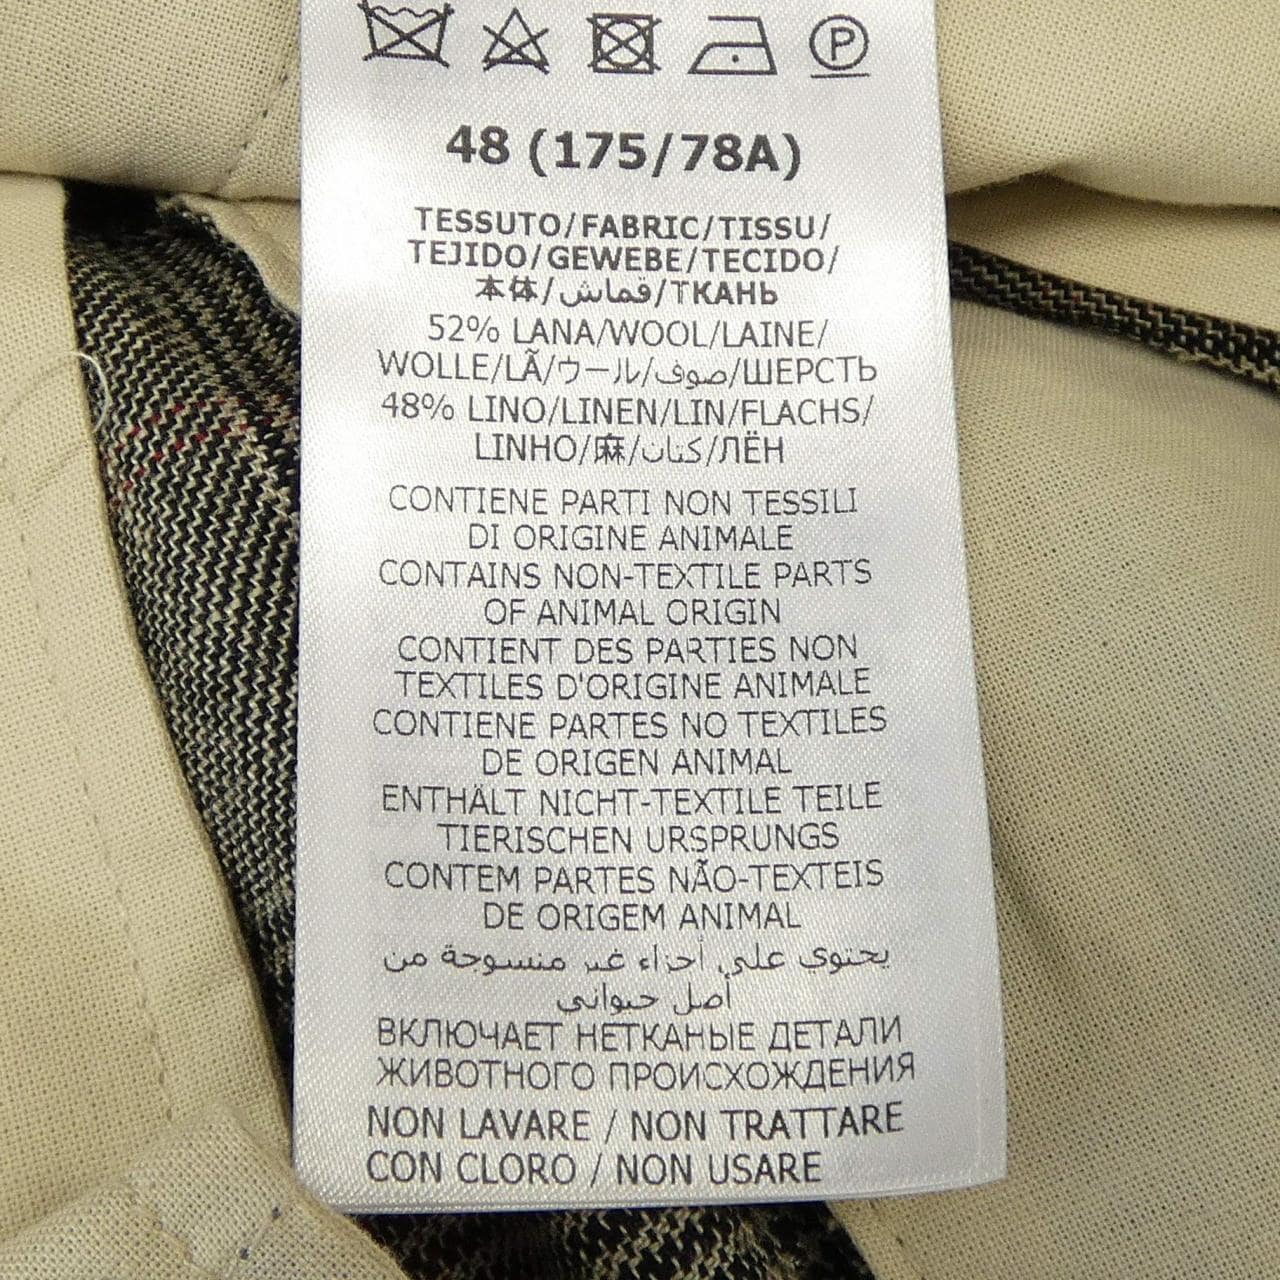 P
48 (175/78A)
TESSUTO/FABRIC/TISSU/
TEJIDO/GEWEBE/TECIDO/
本体/قماش/ТКАНЬ
52% LANA/WOOL/LAINE/
WOLLE/LÃ/ウール/صوف/ШЕРСТЬ
48% LINO/LINEN/LIN/FLACHS/
LINHO/麻/كتان/ЛЁН
CONTIENE PARTI NON TESSILI
DI ORIGINE ANIMALE
CONTAINS NON-TEXTILE PARTS
OF ANIMAL ORIGIN
CONTIENT DES PARTIES NON
TEXTILES D'ORIGINE ANIMALE
CONTIENE PARTES NO TEXTILES
DE ORIGEN ANIMAL
ENTHÄLT NICHT-TEXTILE TEILE
TIERISCHEN URSPRUNGS
CONTEM PARTES NÃO-TEXTEIS
DE ORIGEM ANIMAL
يحتوي على أجزاء غير منسوجة من
أصل حيواني
ВКЛЮЧАЕТ НЕТКАНЫЕ ДЕТАЛИ
ЖИВОТНОГО ПРОИСХОЖДЕНИЯ
NON LAVARE / NON TRATTARE
CON CLORO / NON USARE